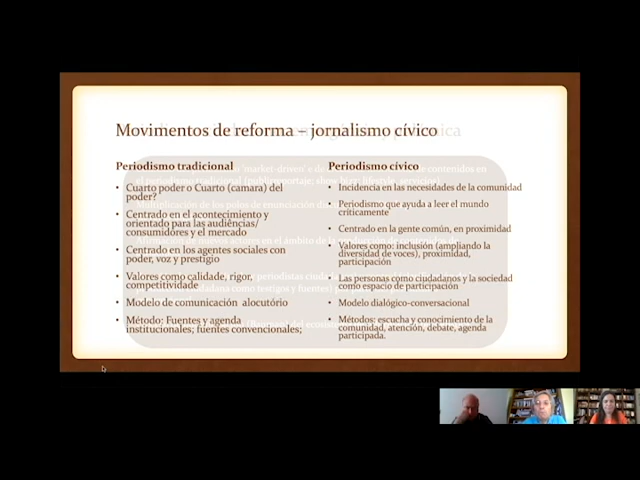 Movimentos de reforma – jornalismo cívico
Periodismo tradicional
• Cuarto poder o Cuarto (camara) del
poder?
• Centrado en el acontecimiento y
orientado para las audiências/
consumidores y el mercado
• Centrado en los agentes sociales con
poder, voz y prestigio
• Valores como calidade, rigor,
competitividade
• Modelo de comunicación alocutório
• Método: Fuentes y agenda
institucionales; fuentes convencionales;
Periodismo cívico
• Incidencia en las necesidades de la comunidad
• Periodismo que ayuda a leer el mundo
críticamente
• Centrado en la gente común, en proximidad
• Valores como: inclusión (ampliando la
diversidad de voces), proximidad,
participación
• Las personas como ciudadanos y la sociedad
como espacio de participación
• Modelo dialógico-conversacional
• Métodos: escucha y conocimiento de la
comunidad, atención, debate, agenda
participada.